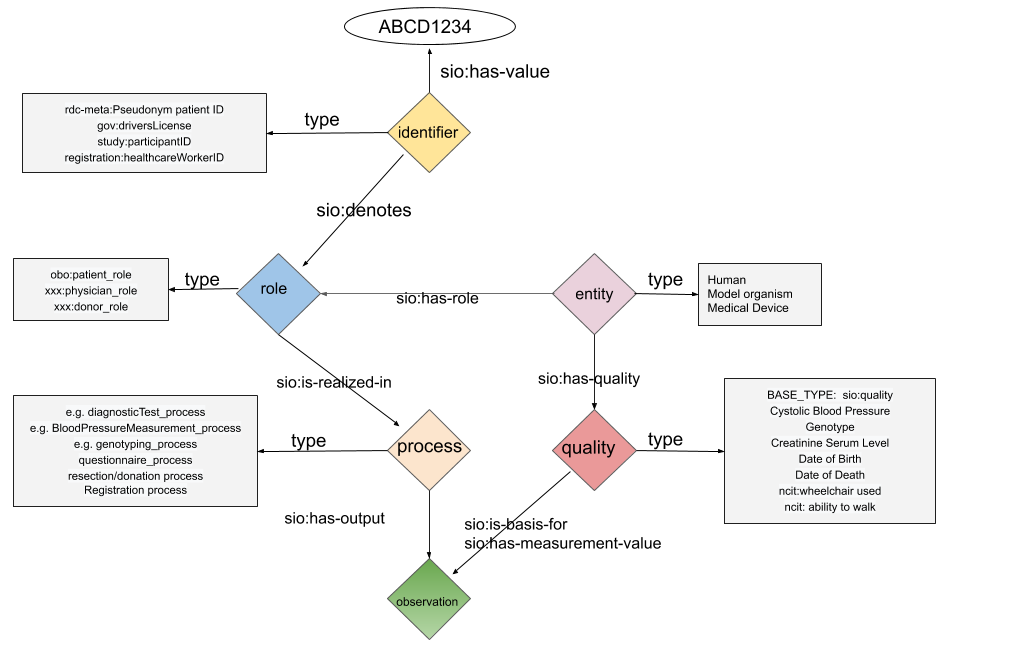 ABCD1234
sio:has-value
rdc-meta:Pseudonym patient ID
gov:driversLicense
study:participantID
registration:healthcareWorkerID
type
identifier
sio:denotes
obo:patient_role
xxx:physician_role
xxx:donor_role
type
role
sio:has-role
entity
type
Human
Model organism
Medical Device
sio:is-realized-in
sio:has-quality
e.g. diagnosticTest_process
e.g. BloodPressureMeasurement_process
e.g. genotyping_process
questionnaire_process
resection/donation process
Registration process
type
process
quality
type
BASE_TYPE: sio:quality
Cystolic Blood Pressure
Genotype
Creatinine Serum Level
Date of Birth
Date of Death
ncit:wheelchair used
ncit: ability to walk
sio:has-output
sio:is-basis-for
sio:has-measurement-value
observation